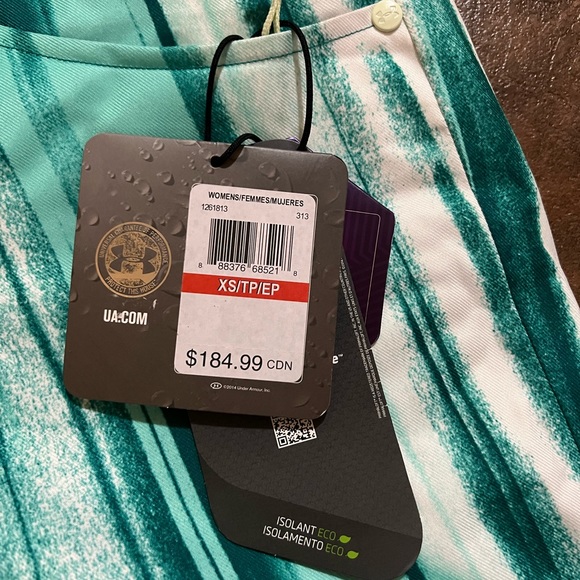 WOMENS/FEMMES/MUJERES
1261813 313
8 88376 68521 8
XS/TP/EP
$184.99 CDN
PROTECT THIS HOUSE
UA.COM
©2014 Under Armour, Inc.
e™
ISOLANT ECO
ISOLAMENTO ECO